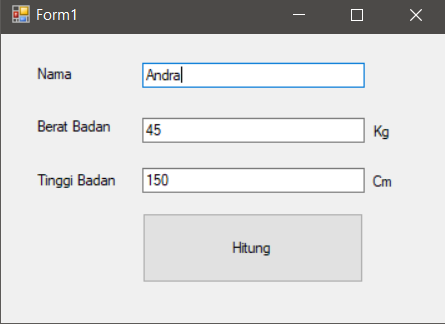 Form1
Nama Andra
Berat Badan 45 Kg
Tinggi Badan 150 Cm
Hitung